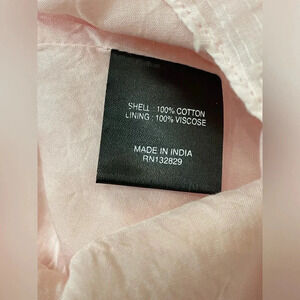 SHELL : 100% COTTON
LINING : 100% VISCOSE
MADE IN INDIA
RN132829